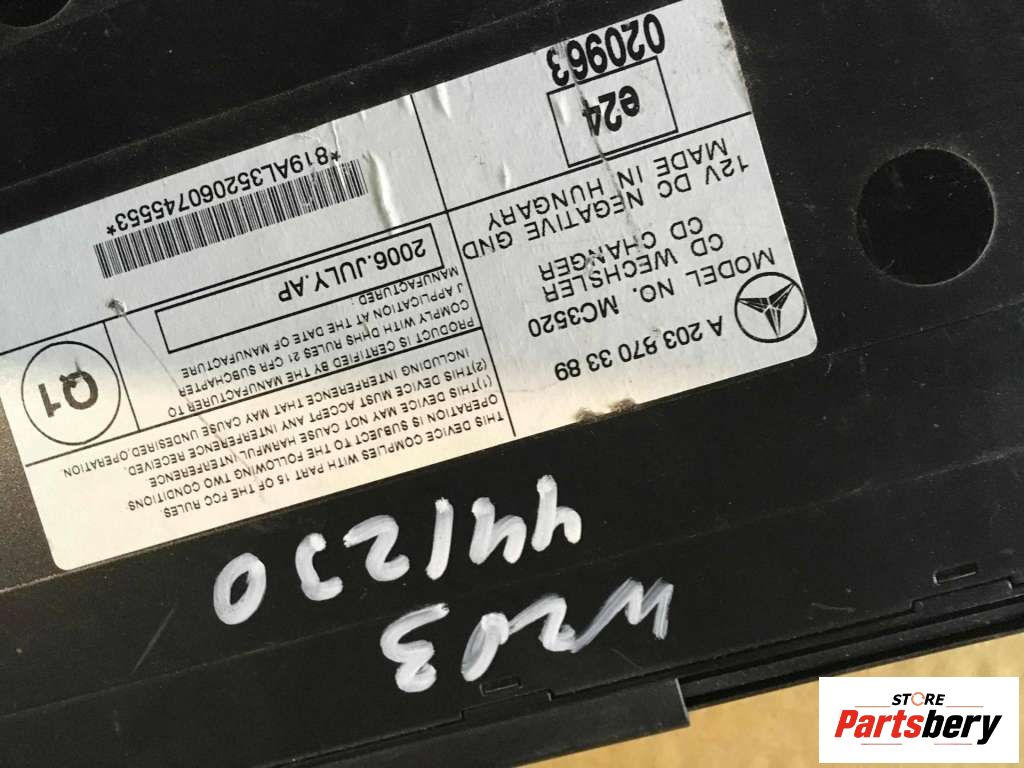 A 203 870 33 89
MODEL NO. MC3520
CD WECHSLER
CD CHANGER
12V DC NEGATIVE GND
MADE IN HUNGARY
e24
020963
THIS DEVICE COMPLIES WITH PART 15 OF THE FCC RULES:
OPERATION IS SUBJECT TO THE FOLLOWING TWO CONDITIONS:
(1)THIS DEVICE MAY NOT CAUSE HARMFUL INTERFERENCE
(2)THIS DEVICE MUST ACCEPT ANY INTERFERENCE RECEIVED,
INCLUDING INTERFERENCE THAT MAY CAUSE UNDESIRED,OPERATION
PRODUCT IS CERTIFIED BY THE MANUFACTURER TO
COMPLY WITH DHHS RULES 21 CFR SUBCHAPTER
J APPLICATION AT THE DATE OF MANUFACTURE
MANUFACTURED:
2006.JULY.AP
Q1
*819AL3520607455553*
W203
STORE
Partsbery